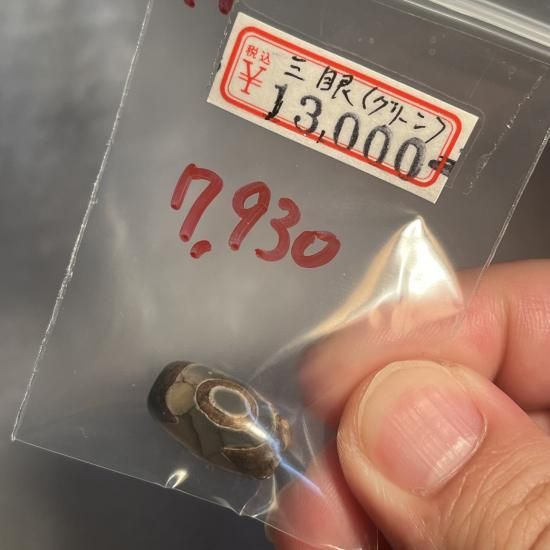 税込
¥
三眼(グリーン)
13,000-
7,930